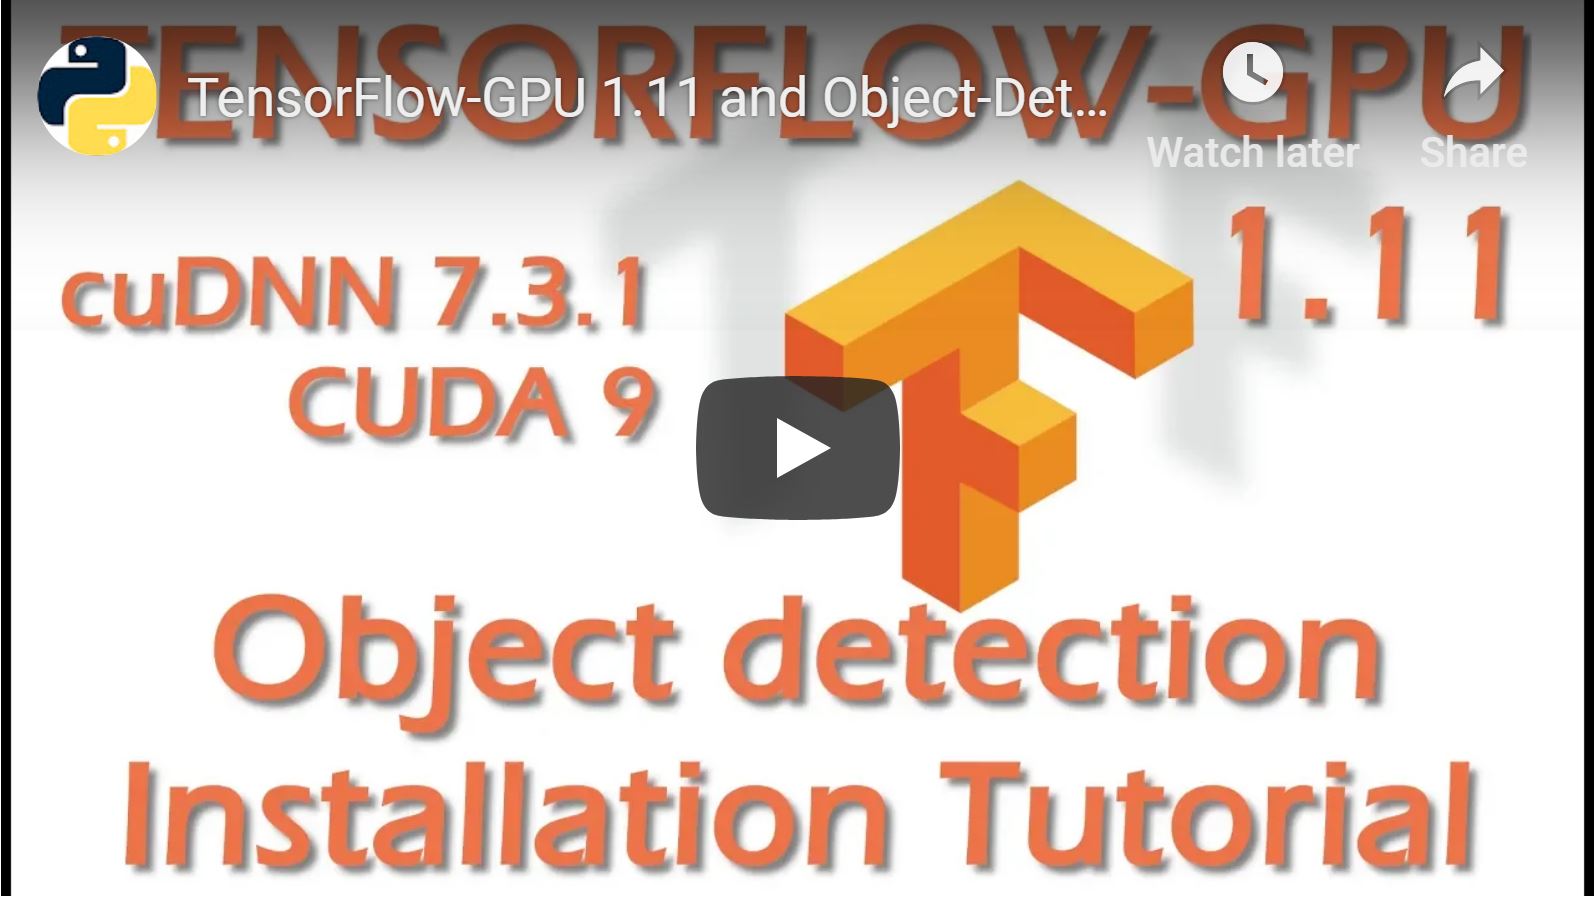 TENSORFLOW-GPU
TensorFlow-GPU 1.11 and Object-Det...
Watch later
Share
1.11
cuDNN 7.3.1
CUDA 9
Object detection
Installation Tutorial